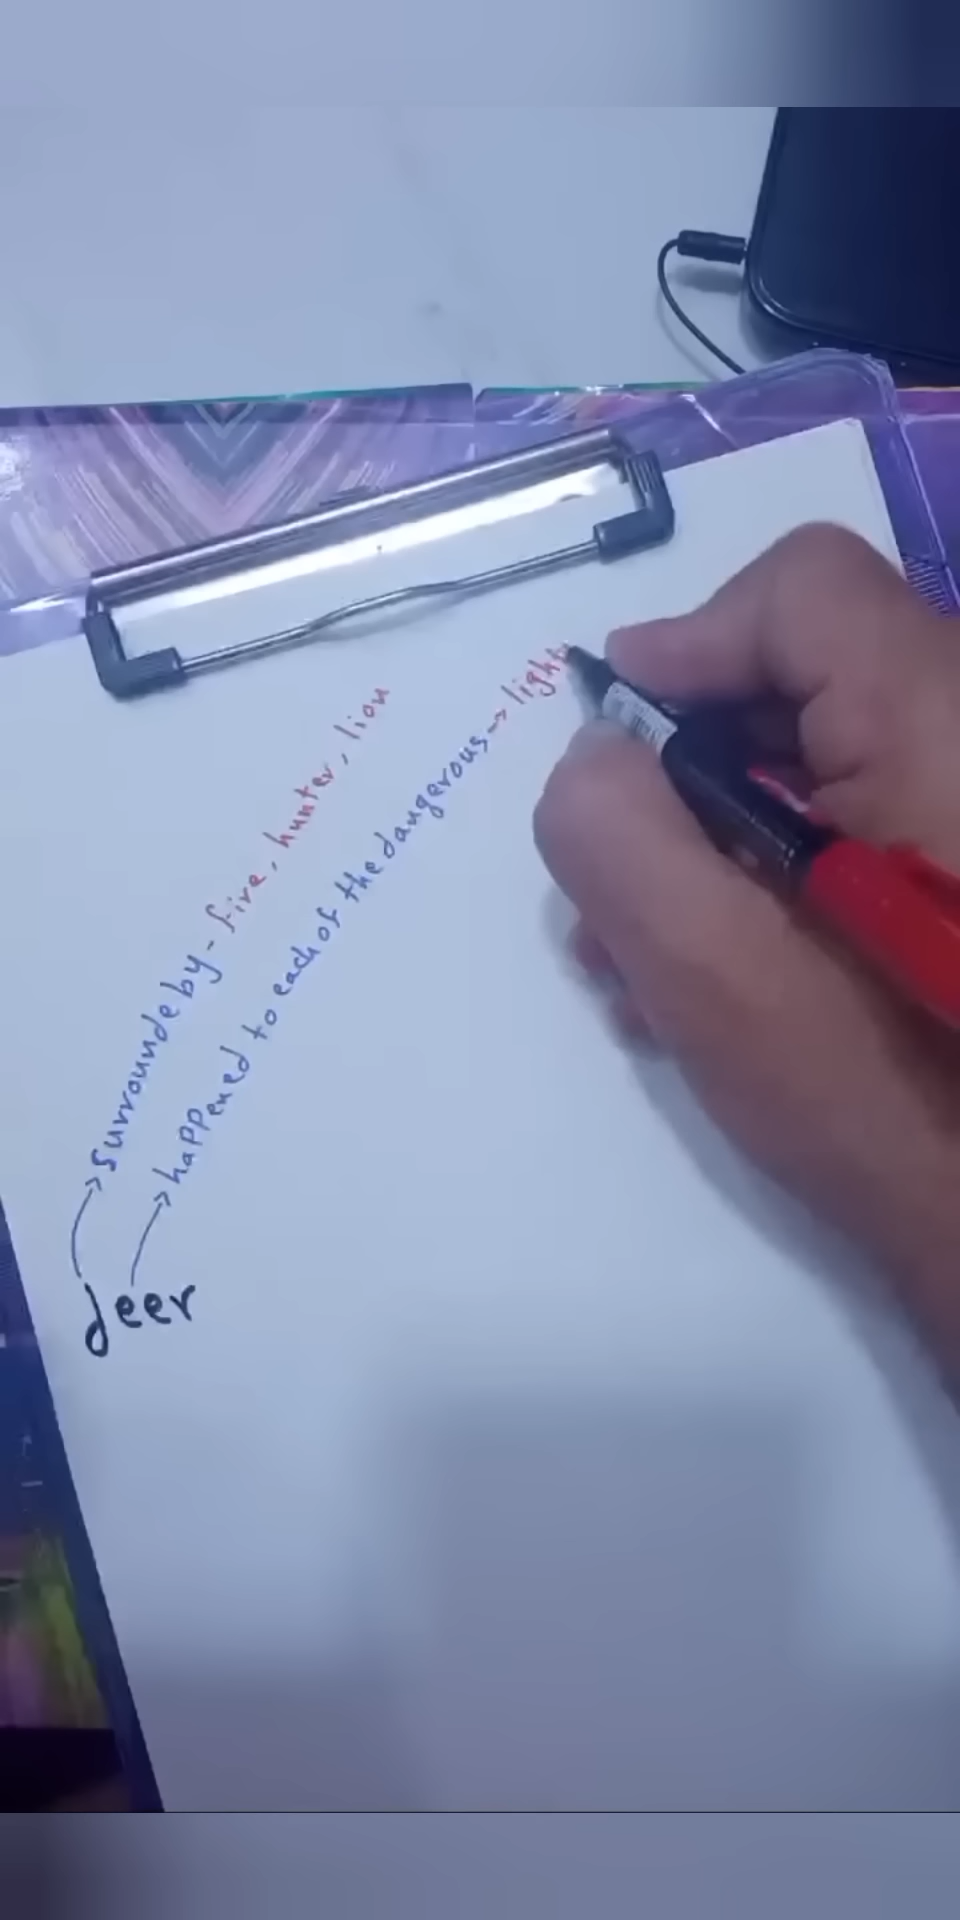 surrounde by - fire, hunter, lion
happened to each of the dangerous -> light
deer